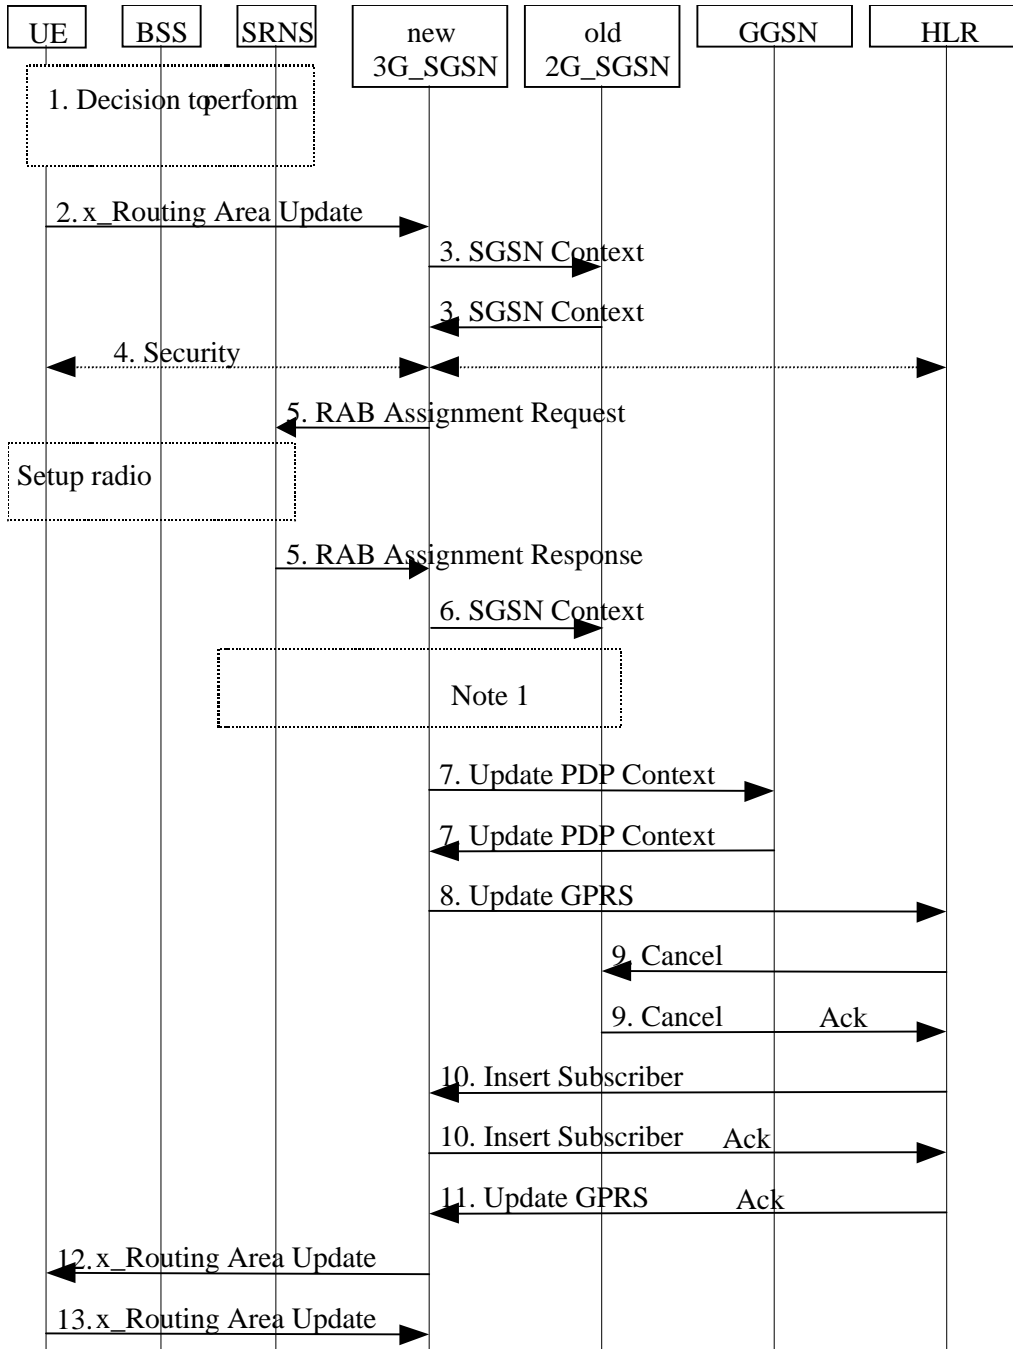 UE
BSS
SRNS
new
3G_SGSN
old
2G_SGSN
GGSN
HLR
1. Decision to perform
2. x_Routing Area Update
3. SGSN Context
3. SGSN Context
4. Security
5. RAB Assignment Request
Setup radio
5. RAB Assignment Response
6. SGSN Context
Note 1
7. Update PDP Context
7. Update PDP Context
8. Update GPRS
9. Cancel
9. Cancel Ack
10. Insert Subscriber
10. Insert Subscriber Ack
11. Update GPRS Ack
12. x_Routing Area Update
13. x_Routing Area Update